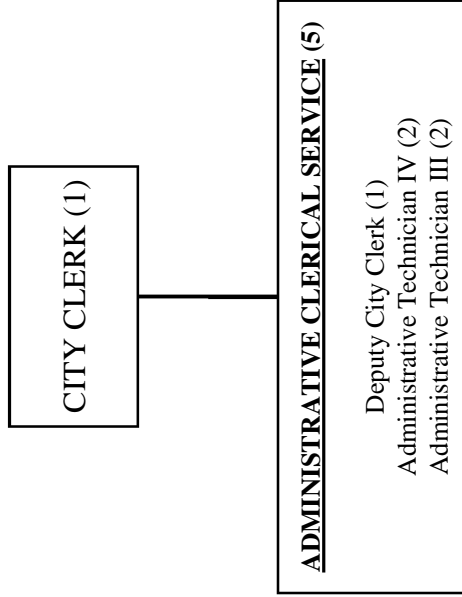 CITY CLERK (1)
ADMINISTRATIVE CLERICAL SERVICE (5)
Deputy City Clerk (1)
Administrative Technician IV (2)
Administrative Technician III (2)